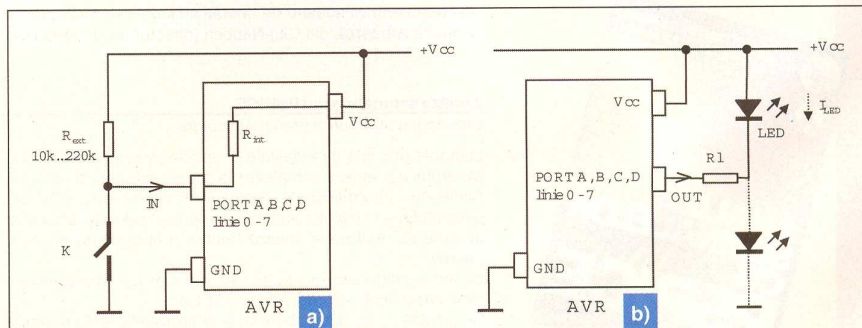 +Vcc
Vcc
Rext
10k..220k
Rint
IN
PORT A,B,C,D
linie 0-7
K
GND
AVR
a)
+Vcc
Vcc
ILED
LED
R1
PORT A,B,C,D
linie 0-7
OUT
GND
AVR
b)